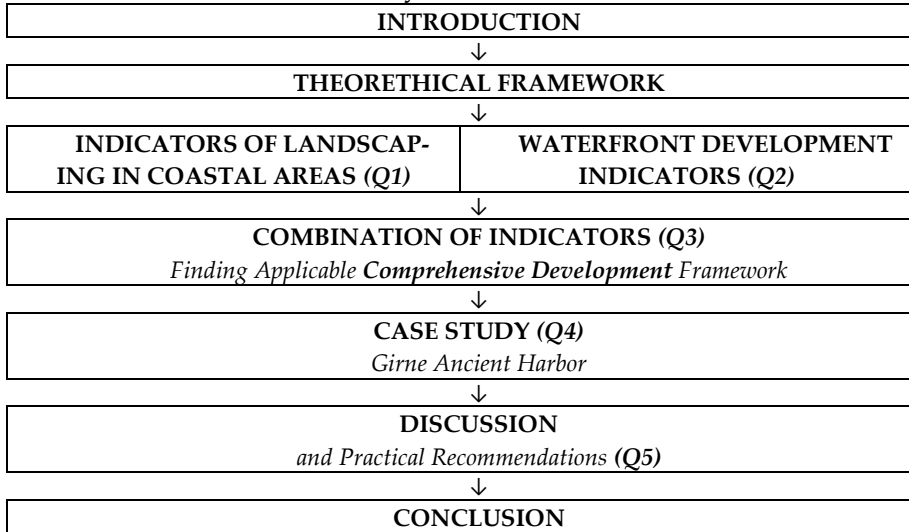 INTRODUCTION
↓
THEORETHICAL FRAMEWORK
↓
INDICATORS OF LANDSCAP-
ING IN COASTAL AREAS (Q1)
WATERFRONT DEVELOPMENT
INDICATORS (Q2)
↓
COMBINATION OF INDICATORS (Q3)
Finding Applicable Comprehensive Development Framework
↓
CASE STUDY (Q4)
Girne Ancient Harbor
↓
DISCUSSION
and Practical Recommendations (Q5)
↓
CONCLUSION